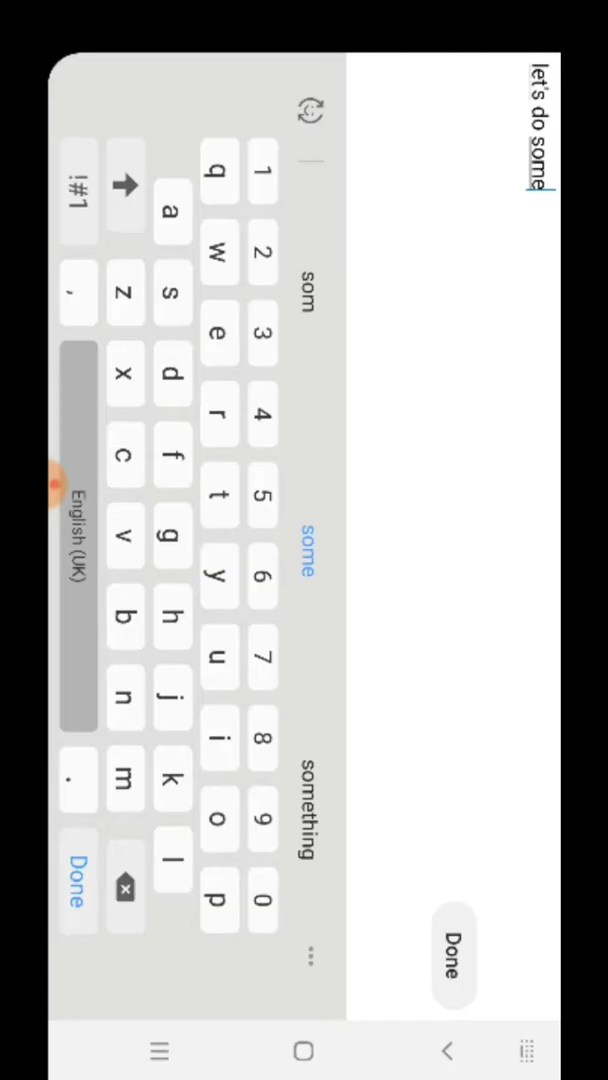 let's do some
Done
som some something
1 2 3 4 5 6 7 8 9 0
q w e r t y u i o p
a s d f g h j k l
z x c v b n m
!#1 , English (UK) . Done